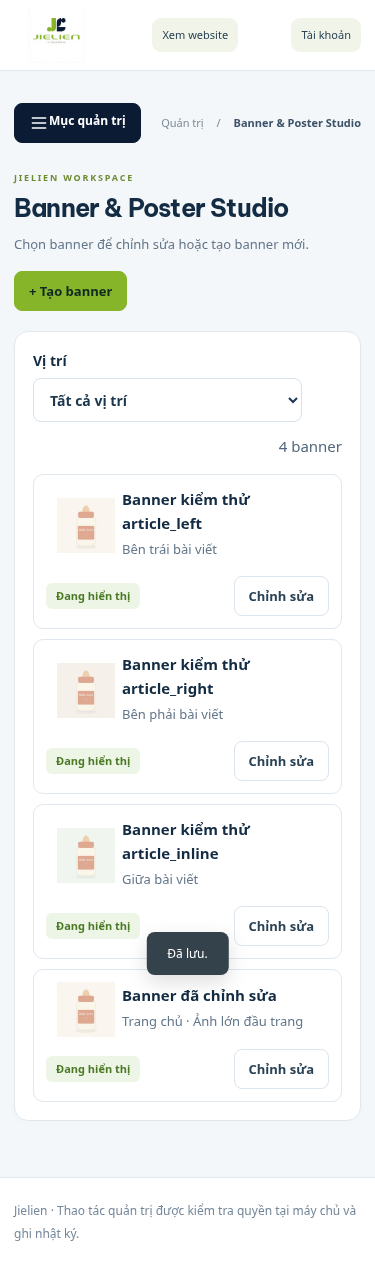 JIELIEN
Xem website
Tài khoản
Mục quản trị
Quản trị / Banner & Poster Studio
JIELIEN WORKSPACE
Banner & Poster Studio
Chọn banner để chỉnh sửa hoặc tạo banner mới.
+ Tạo banner
Vị trí
Tất cả vị trí
4 banner
Banner kiểm thử
article_left
Bên trái bài viết
Đang hiển thị
Chỉnh sửa
Banner kiểm thử
article_right
Bên phải bài viết
Đang hiển thị
Chỉnh sửa
Banner kiểm thử
article_inline
Giữa bài viết
Đang hiển thị
Chỉnh sửa
Đã lưu.
Banner đã chỉnh sửa
Trang chủ · Ảnh lớn đầu trang
Đang hiển thị
Chỉnh sửa
Jielien · Thao tác quản trị được kiểm tra quyền tại máy chủ và
ghi nhật ký.